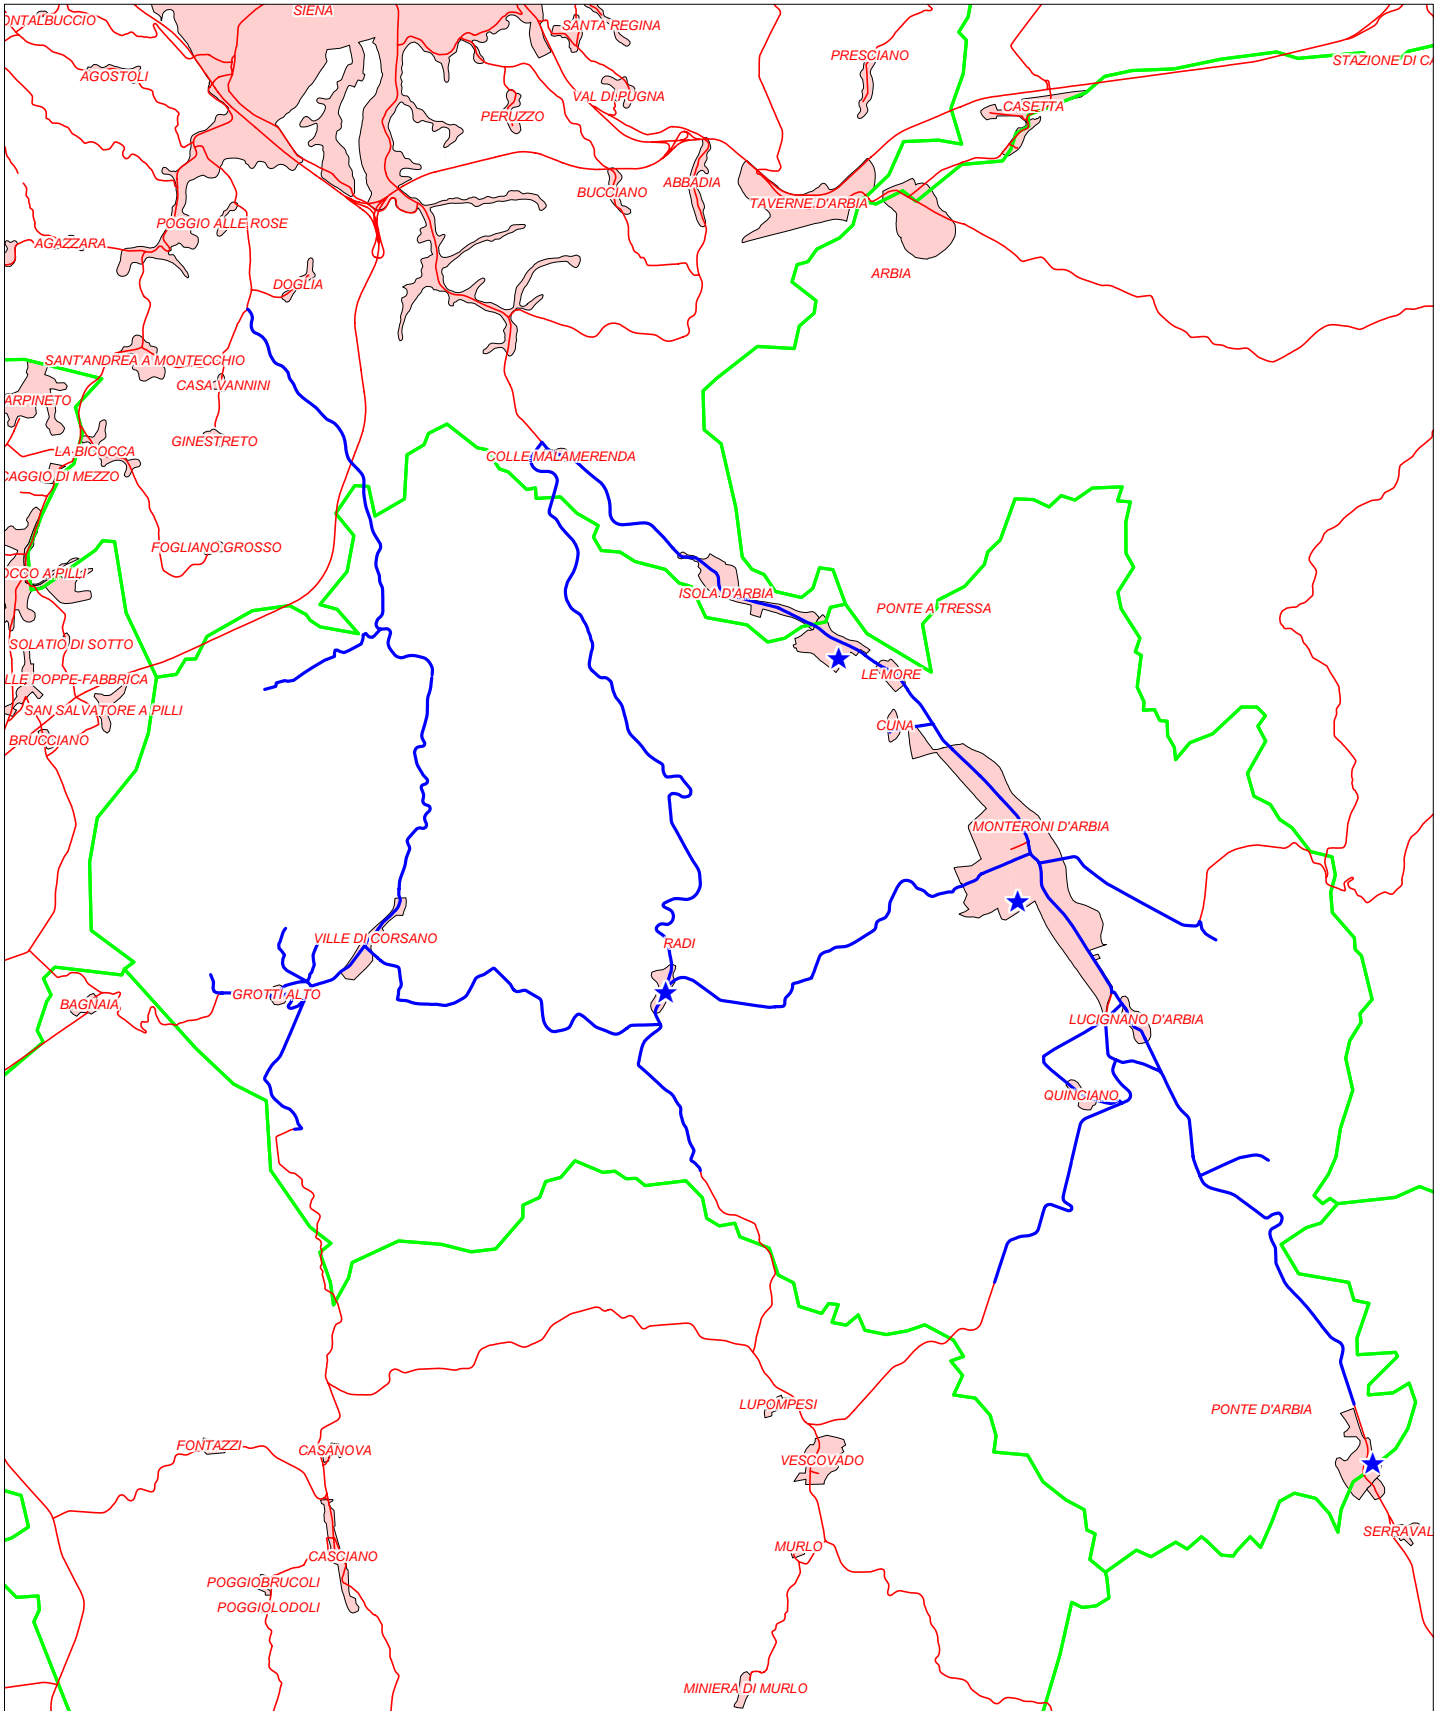 SIENA
ONTALBUCCIO
SANTA REGINA
PRESCIANO
STAZIONE DI CA
AGOSTOLI
VAL DI PUGNA
CASETTA
PERUZZO
ABBADIA
BUCCIANO
TAVERNE D'ARBIA
POGGIO ALLE ROSE
AGAZZARA
ARBIA
DOGLIA
SANT'ANDREA A MONTECCHIO
CASA VANNINI
ARPINETO
GINESTRETO
LA BICOCCA
COLLE MALAMERENDA
CAGGIO DI MEZZO
FOGLIANO GROSSO
OCCO A PILLI
ISOLA D'ARBIA
PONTE A TRESSA
SOLATIO DI SOTTO
LE MORE
LLE POPPE-FABBRICA
SAN SALVATORE A PILLI
CUNA
BRUCCIANO
MONTERONI D'ARBIA
VILLE DI CORSANO
RADI
GROTTI ALTO
BAGNAIA
LUCIGNANO D'ARBIA
QUINCIANO
LUPOMPESI
PONTE D'ARBIA
FONTAZZI
CASANOVA
VESCOVADO
SERRAVAL
MURLO
CASCIANO
POGGIOBRUCOLI
POGGIOLODOLI
MINIERA DI MURLO